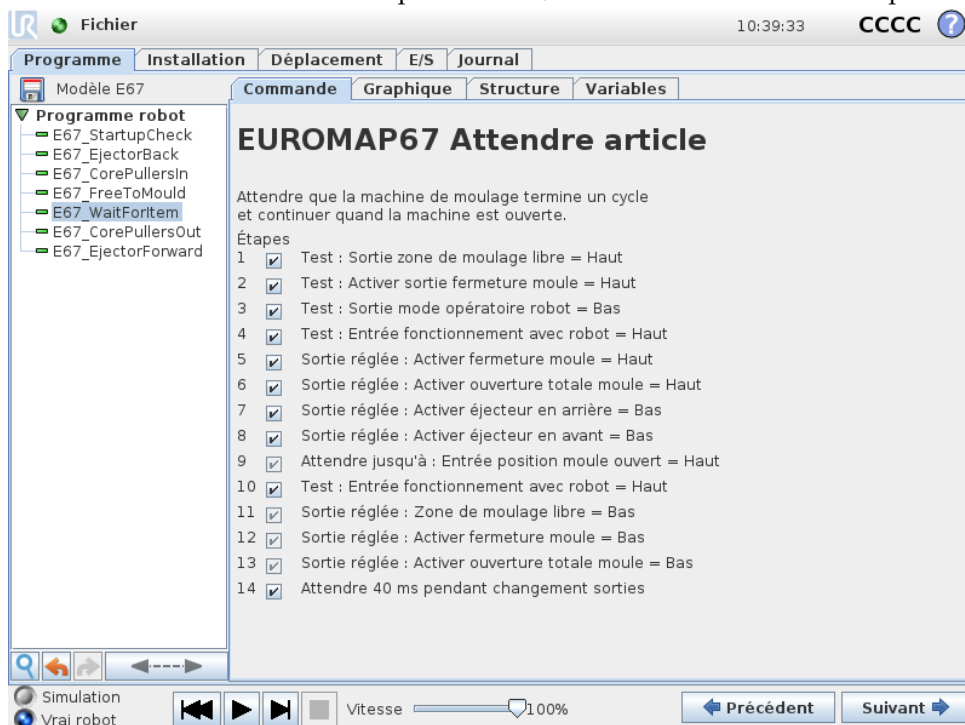 UR Fichier 10:39:33 CCCC ?
Programme Installation Déplacement E/S Journal
Modèle E67
Commande Graphique Structure Variables
Programme robot
E67_StartupCheck
E67_EjectorBack
E67_CorePullersIn
E67_FreeToMould
E67_WaitForItem
E67_CorePullersOut
E67_EjectorForward
EUROMAP67 Attendre article
Attendre que la machine de moulage termine un cycle
et continuer quand la machine est ouverte.
Étapes
1 Test : Sortie zone de moulage libre = Haut
2 Test : Activer sortie fermeture moule = Haut
3 Test : Sortie mode opératoire robot = Bas
4 Test : Entrée fonctionnement avec robot = Haut
5 Sortie réglée : Activer fermeture moule = Haut
6 Sortie réglée : Activer ouverture totale moule = Haut
7 Sortie réglée : Activer éjecteur en arrière = Bas
8 Sortie réglée : Activer éjecteur en avant = Bas
9 Attendre jusqu'à : Entrée position moule ouvert = Haut
10 Test : Entrée fonctionnement avec robot = Haut
11 Sortie réglée : Zone de moulage libre = Bas
12 Sortie réglée : Activer fermeture moule = Bas
13 Sortie réglée : Activer ouverture totale moule = Bas
14 Attendre 40 ms pendant changement sorties
Simulation
Vrai robot
Vitesse 100%
Précédent Suivant